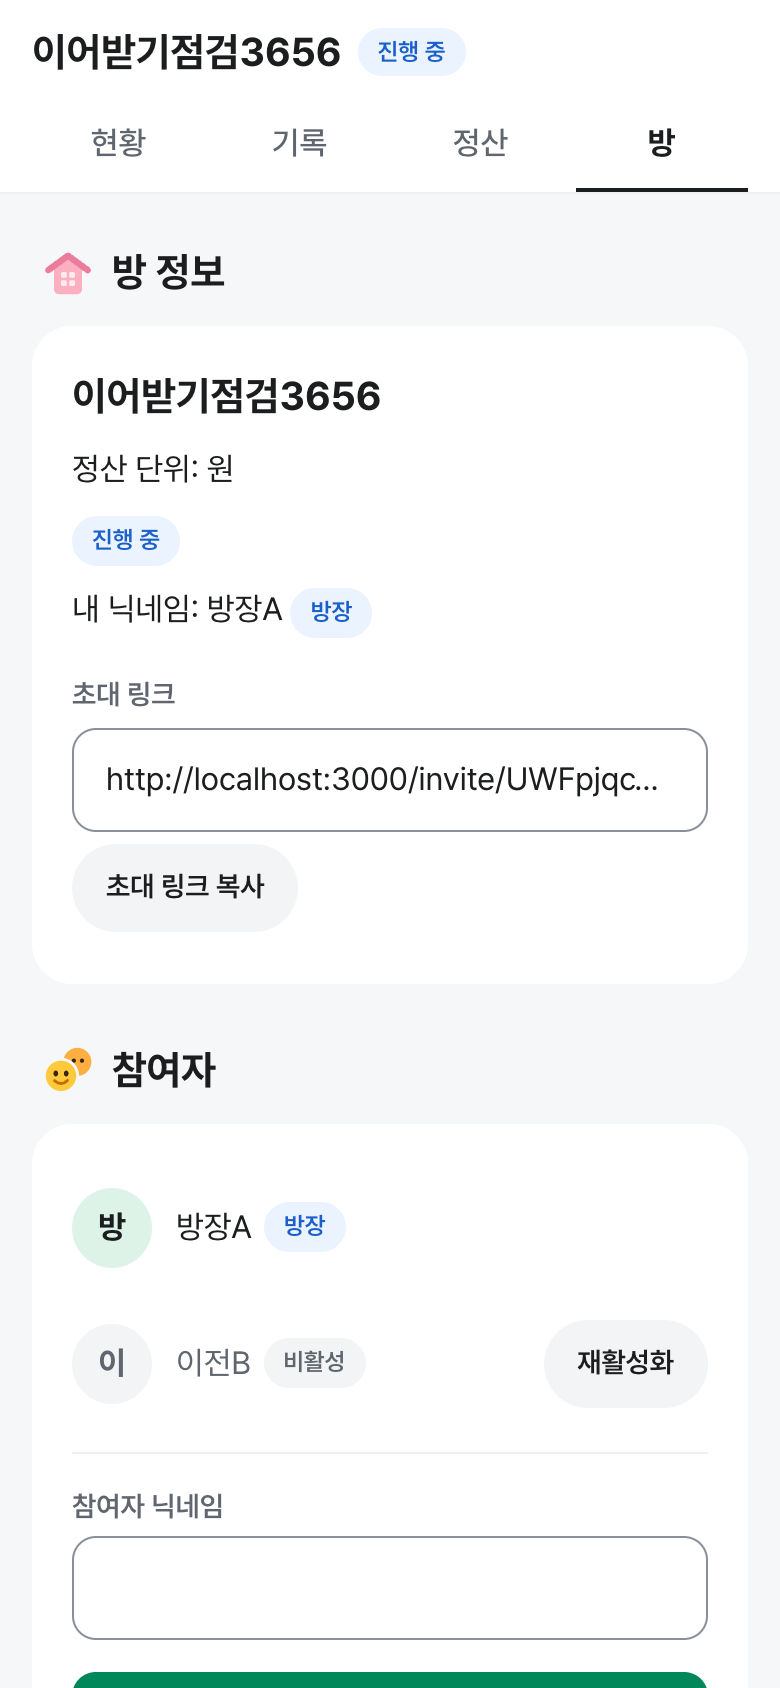 이어받기점검3656 진행 중
현황 기록 정산 방
방 정보
이어받기점검3656
정산 단위: 원
진행 중
내 닉네임: 방장A 방장
초대 링크
http://localhost:3000/invite/UWFpjqc...
초대 링크 복사
참여자
방 방장A 방장
이 이전B 비활성 재활성화
참여자 닉네임